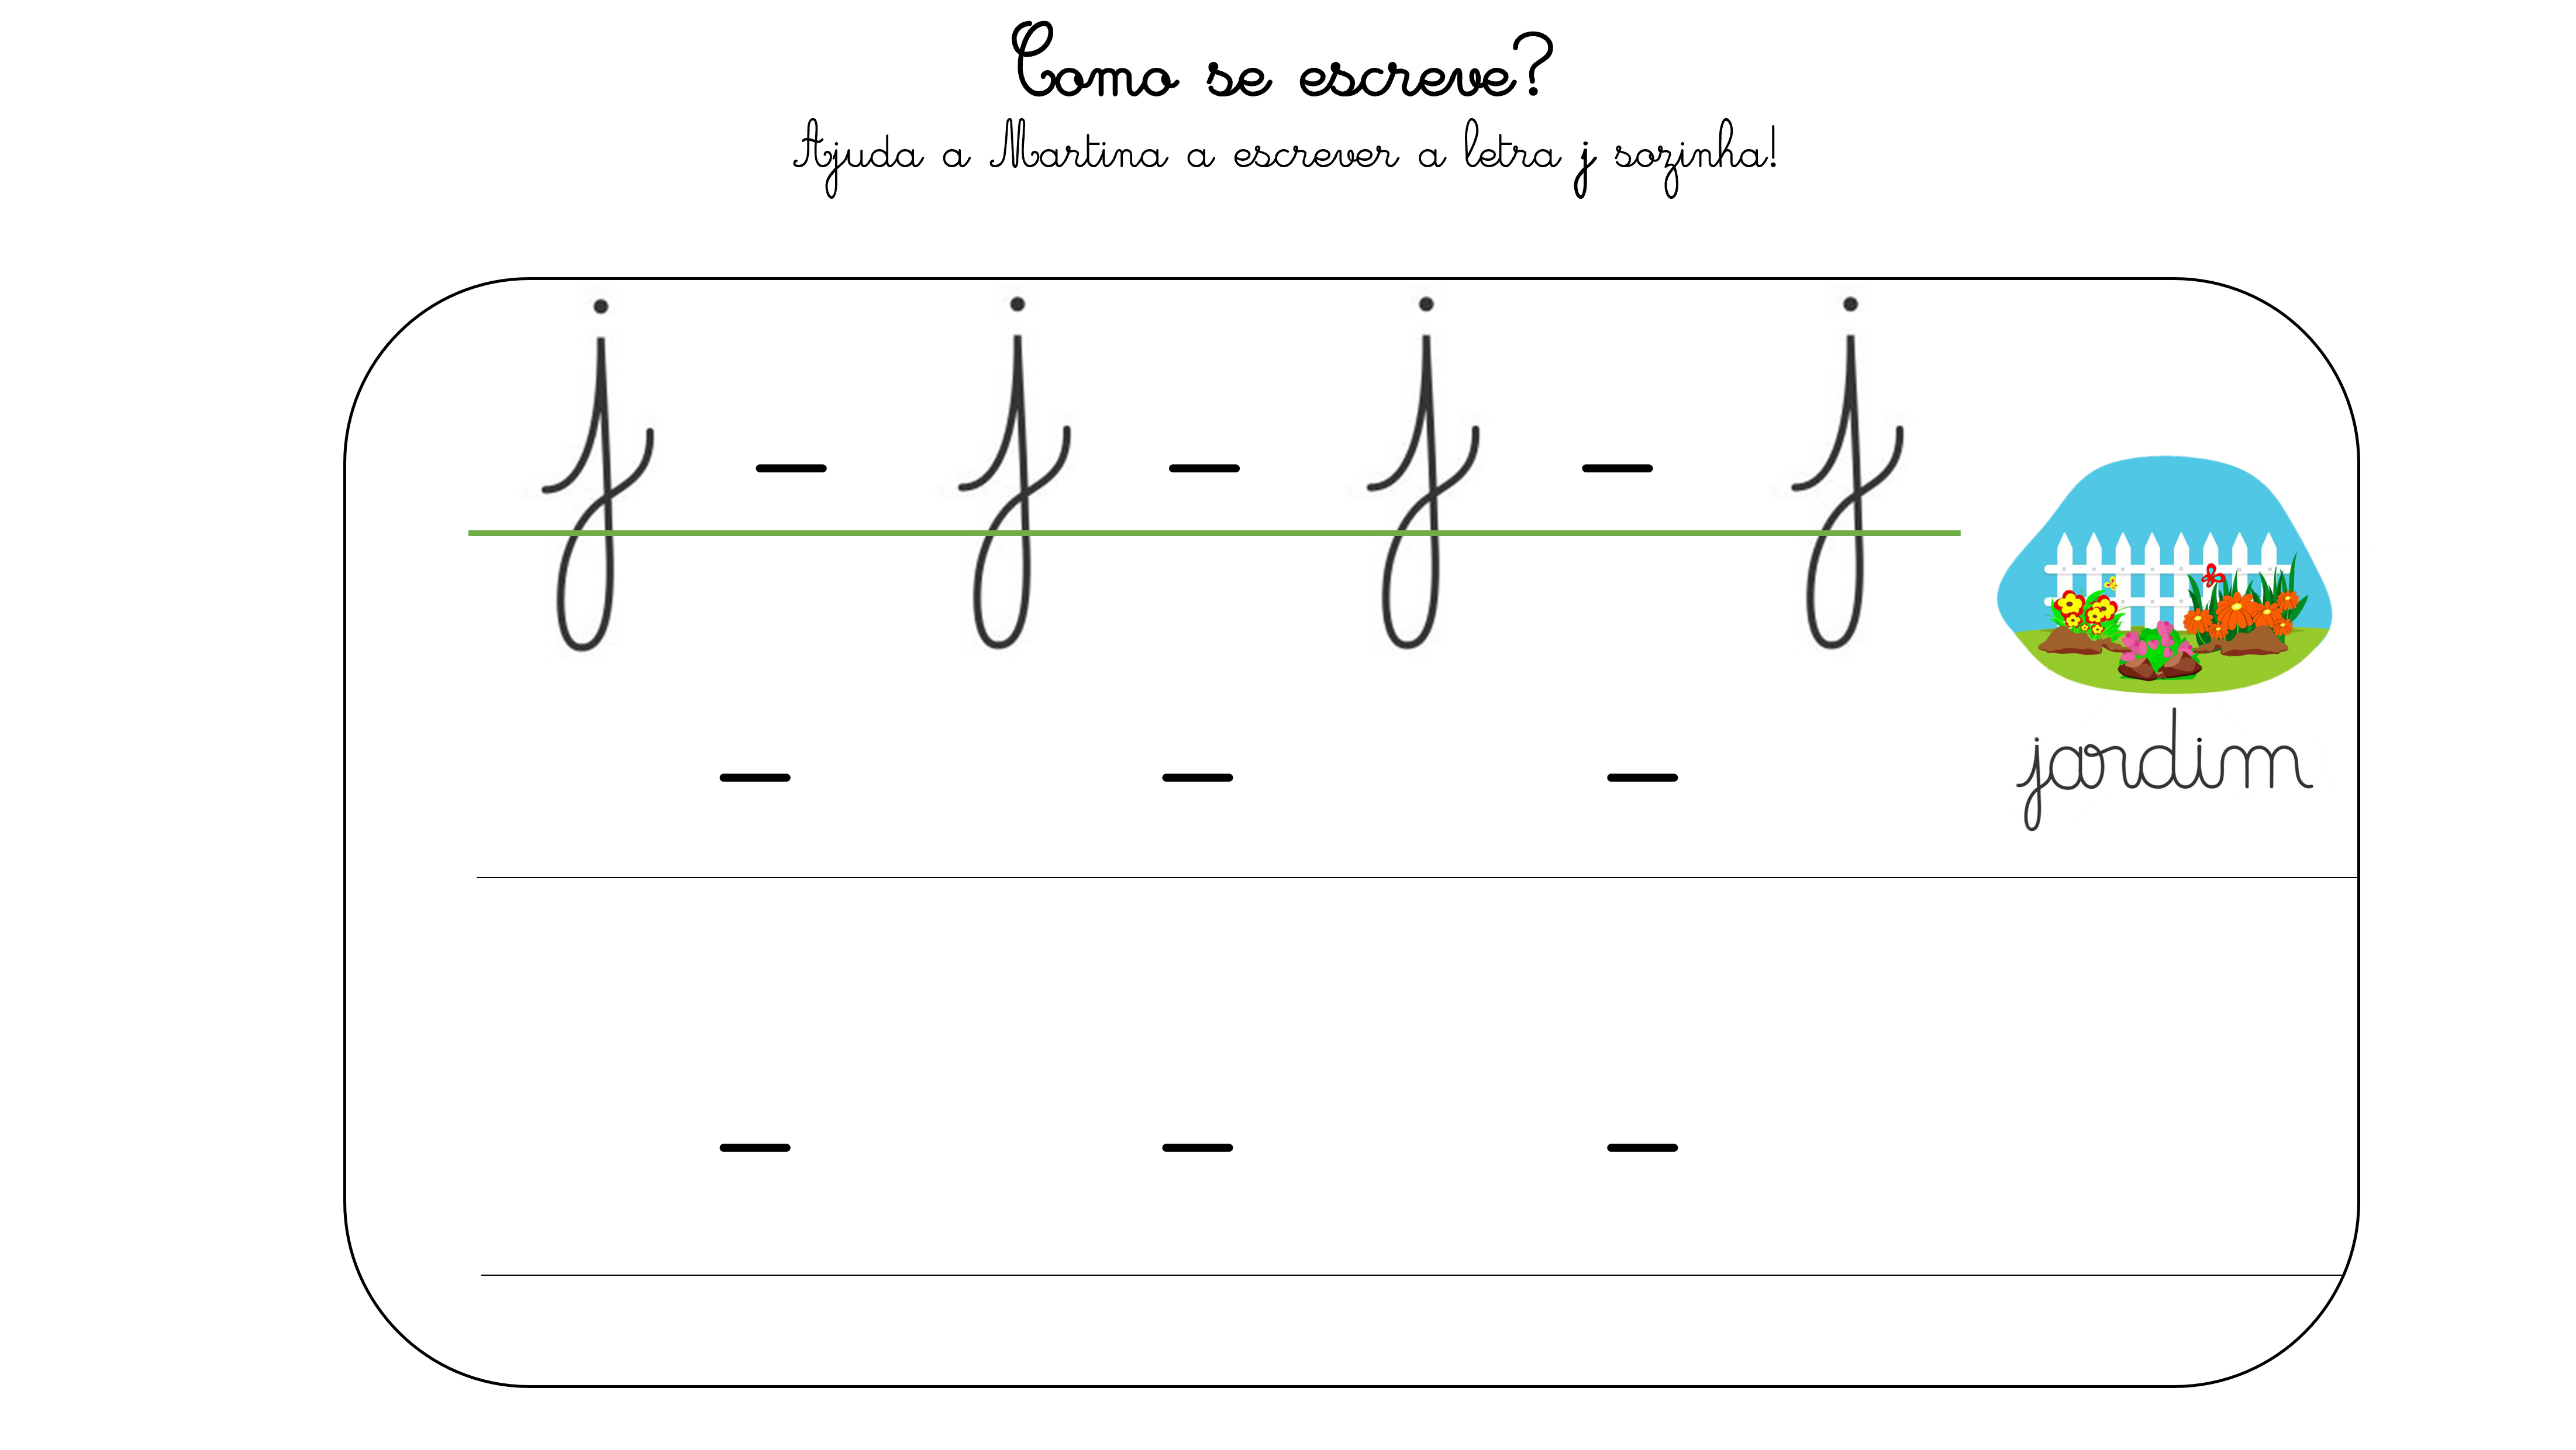 Como se escreve?
Ajuda a Martina a escrever a letra j sozinha!
j - j - j - j
- - -
jardim
- - -